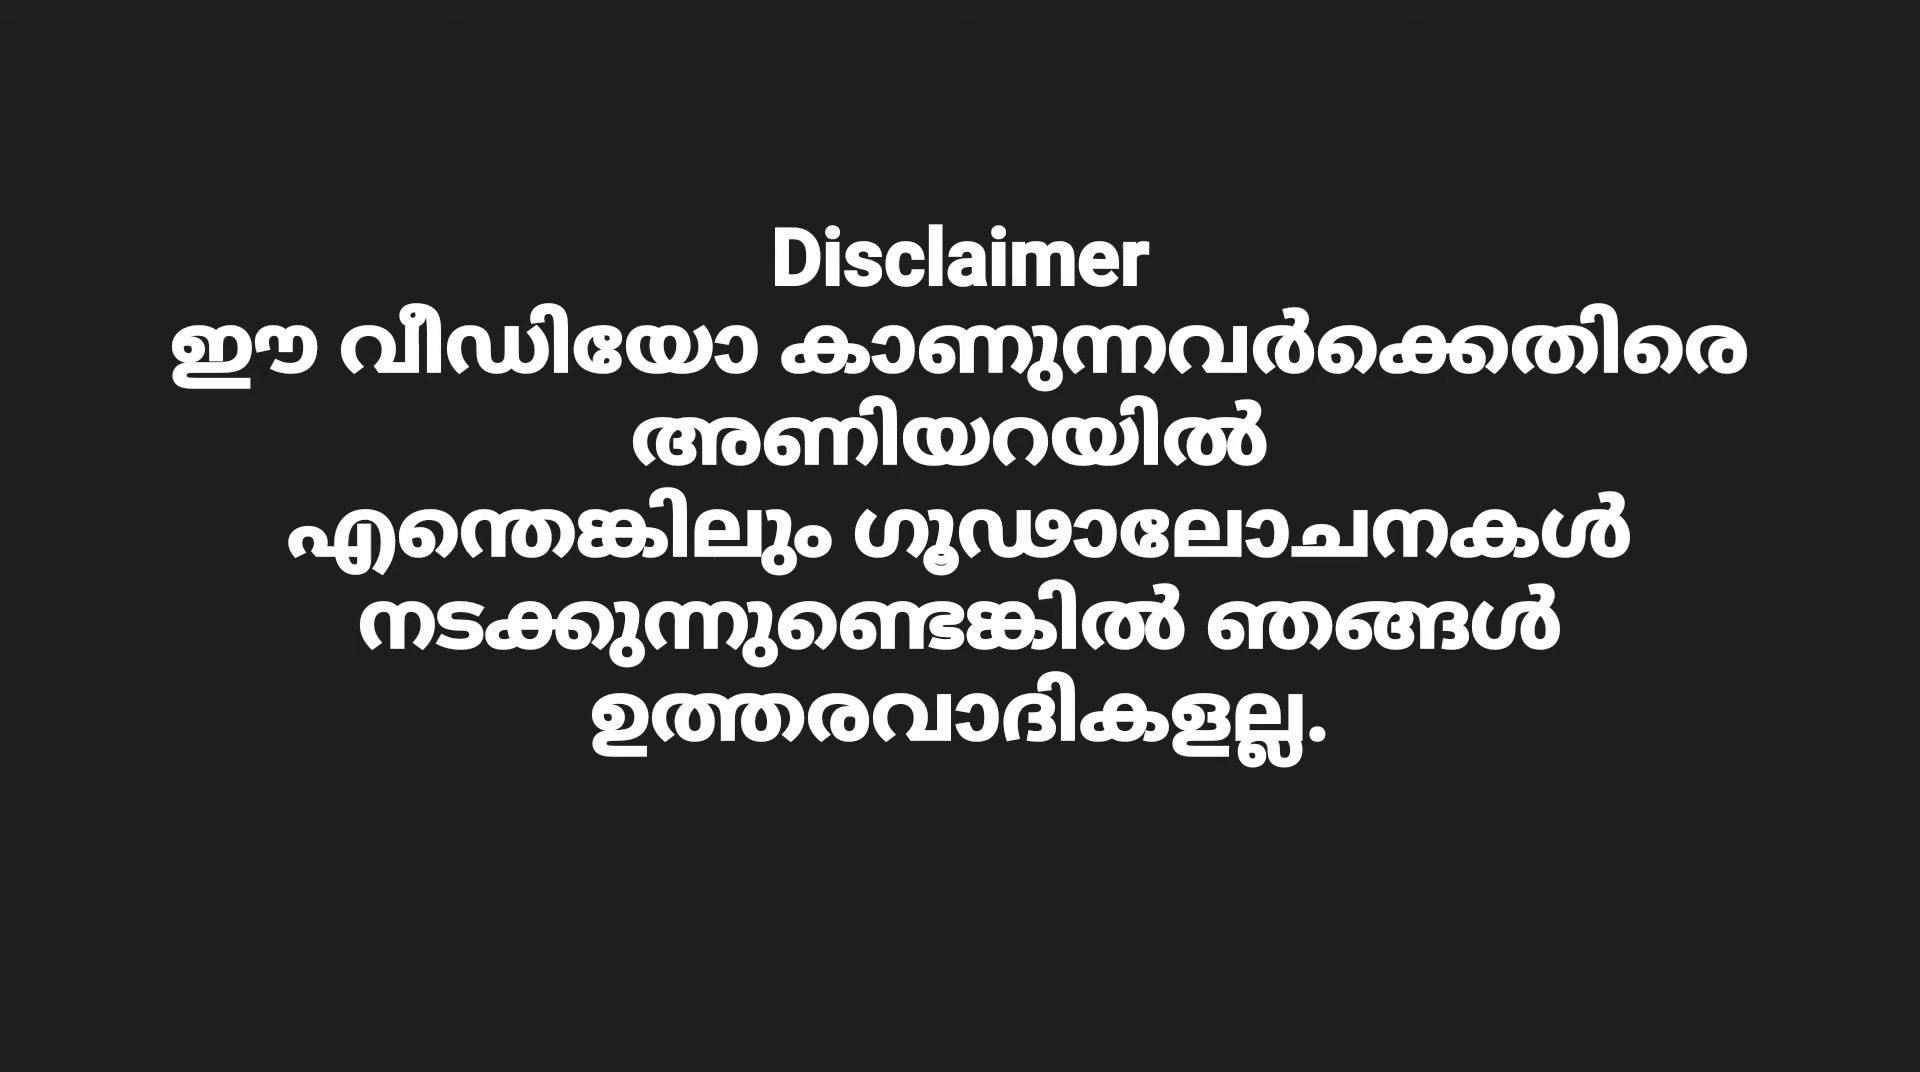 Disclaimer
ഈ വീഡിയോ കാണുന്നവർക്കെതിരെ
അണിയറയിൽ
എന്തെങ്കിലും ഗൂഢാലോചനകൾ
നടക്കുന്നുണ്ടെങ്കിൽ ഞങ്ങൾ
ഉത്തരവാദികളല്ല.